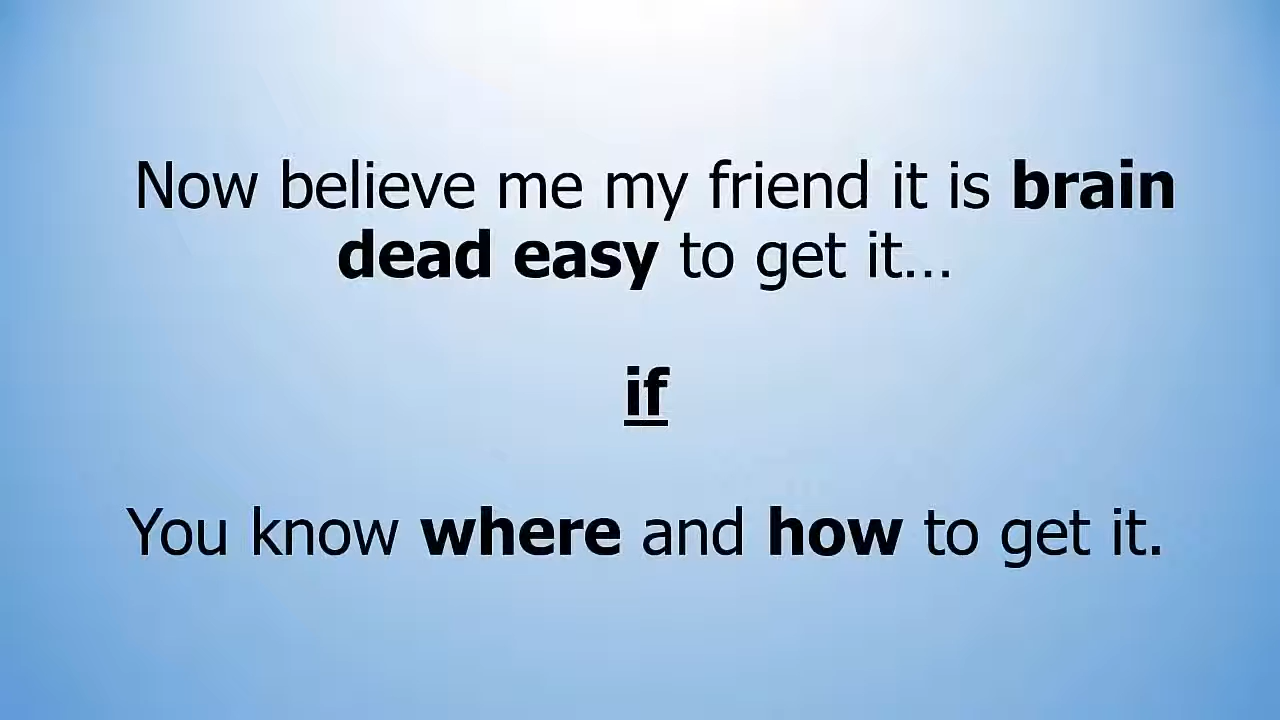 Now believe me my friend it is brain
dead easy to get it...
if
You know where and how to get it.